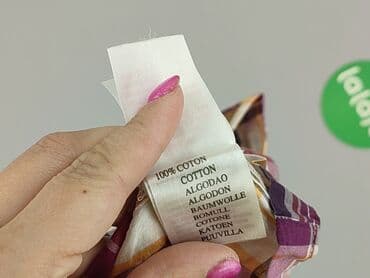 100% COTON
COTTON
ALGODAO
ALGODON
BAUMWOLLE
BOMULL
COTONE
KATOEN
PUUVILLA